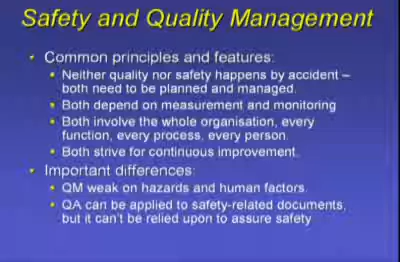 Safety and Quality Management
Common principles and features:
Neither quality nor safety happens by accident –
both need to be planned and managed.
Both depend on measurement and monitoring
Both involve the whole organisation, every
function, every process, every person.
Both strive for continuous improvement.
Important differences:
QM weak on hazards and human factors.
QA can be applied to safety-related documents,
but it can't be relied upon to assure safety